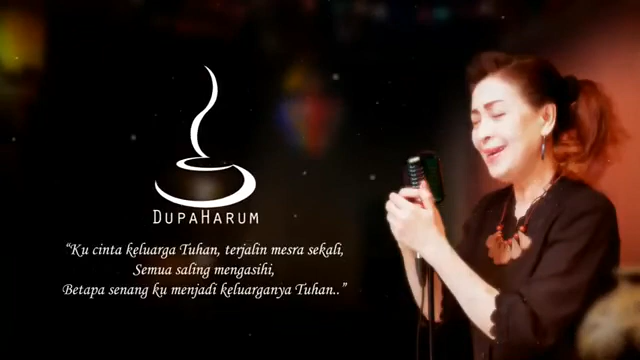 DUPAHARUM
“Ku cinta keluarga Tuhan, terjalin mesra sekali,
Semua saling mengasihi,
Betapa senang ku menjadi keluarganya Tuhan..”